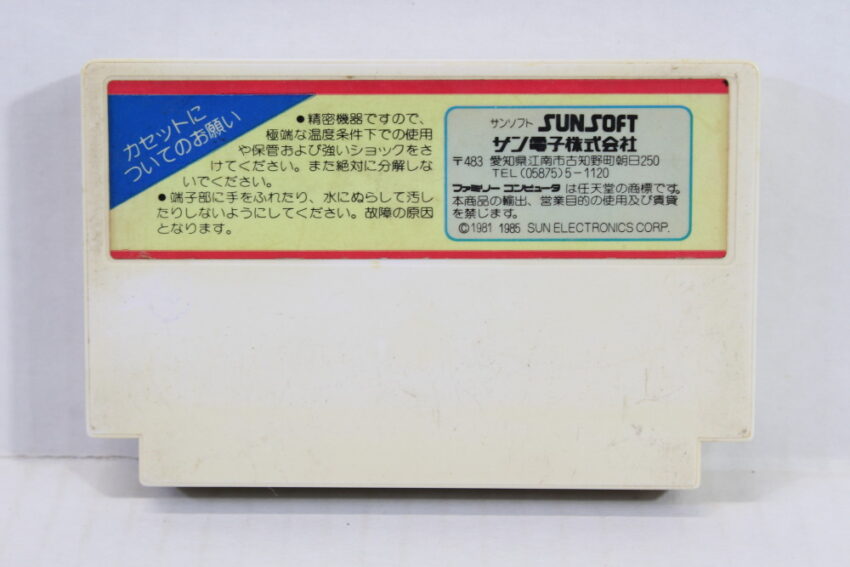 カセットに
ついてのお願い
●精密機器ですので、
極端な温度条件下での使用
や保管および強いショックをさ
けてください。また絶対に分解しな
いでください。
●端子部に手をふれたり、水にぬらして汚し
たりしないようにしてください。故障の原因
となります。
サンソフト SUNSOFT
サン電子株式会社
〒483 愛知県江南市古知野町朝日250
TEL(05875)5-1120
ファミリー コンピュータ は任天堂の商標です。
本商品の輸出、営業目的の使用及び賃貸
を禁じます。
©1981 1985 SUN ELECTRONICS CORP.